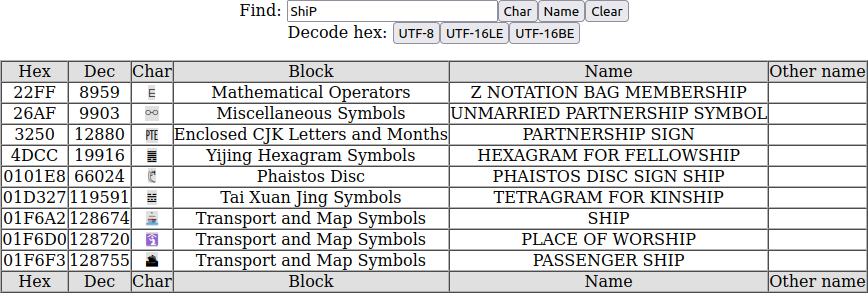 Find: ShiP Char Name Clear
Decode hex: UTF-8 UTF-16LE UTF-16BE
Hex Dec Char Block Name Other name
22FF 8959 ⋿ Mathematical Operators Z NOTATION BAG MEMBERSHIP
26AF 9903 ⚯ Miscellaneous Symbols UNMARRIED PARTNERSHIP SYMBOL
3250 12880 ㉐ Enclosed CJK Letters and Months PARTNERSHIP SIGN
4DCC 19916 ䷌ Yijing Hexagram Symbols HEXAGRAM FOR FELLOWSHIP
0101E8 66024 𐇨 Phaistos Disc PHAISTOS DISC SIGN SHIP
01D327 119591 𝌧 Tai Xuan Jing Symbols TETRAGRAM FOR KINSHIP
01F6A2 128674 🚢 Transport and Map Symbols SHIP
01F6D0 128720 🛐 Transport and Map Symbols PLACE OF WORSHIP
01F6F3 128755 🛳 Transport and Map Symbols PASSENGER SHIP
Hex Dec Char Block Name Other name